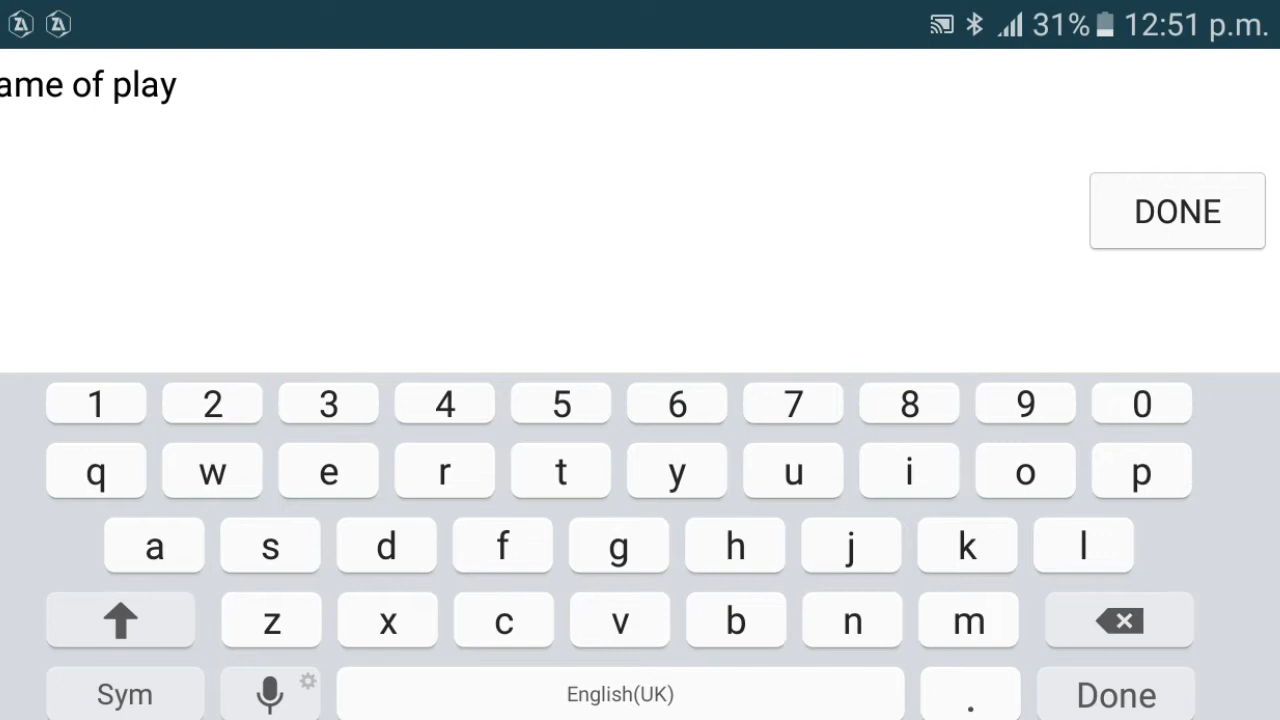 31% 12:51 p.m.
ame of play
DONE
1 2 3 4 5 6 7 8 9 0
q w e r t y u i o p
a s d f g h j k l
z x c v b n m
Sym English(UK) . Done